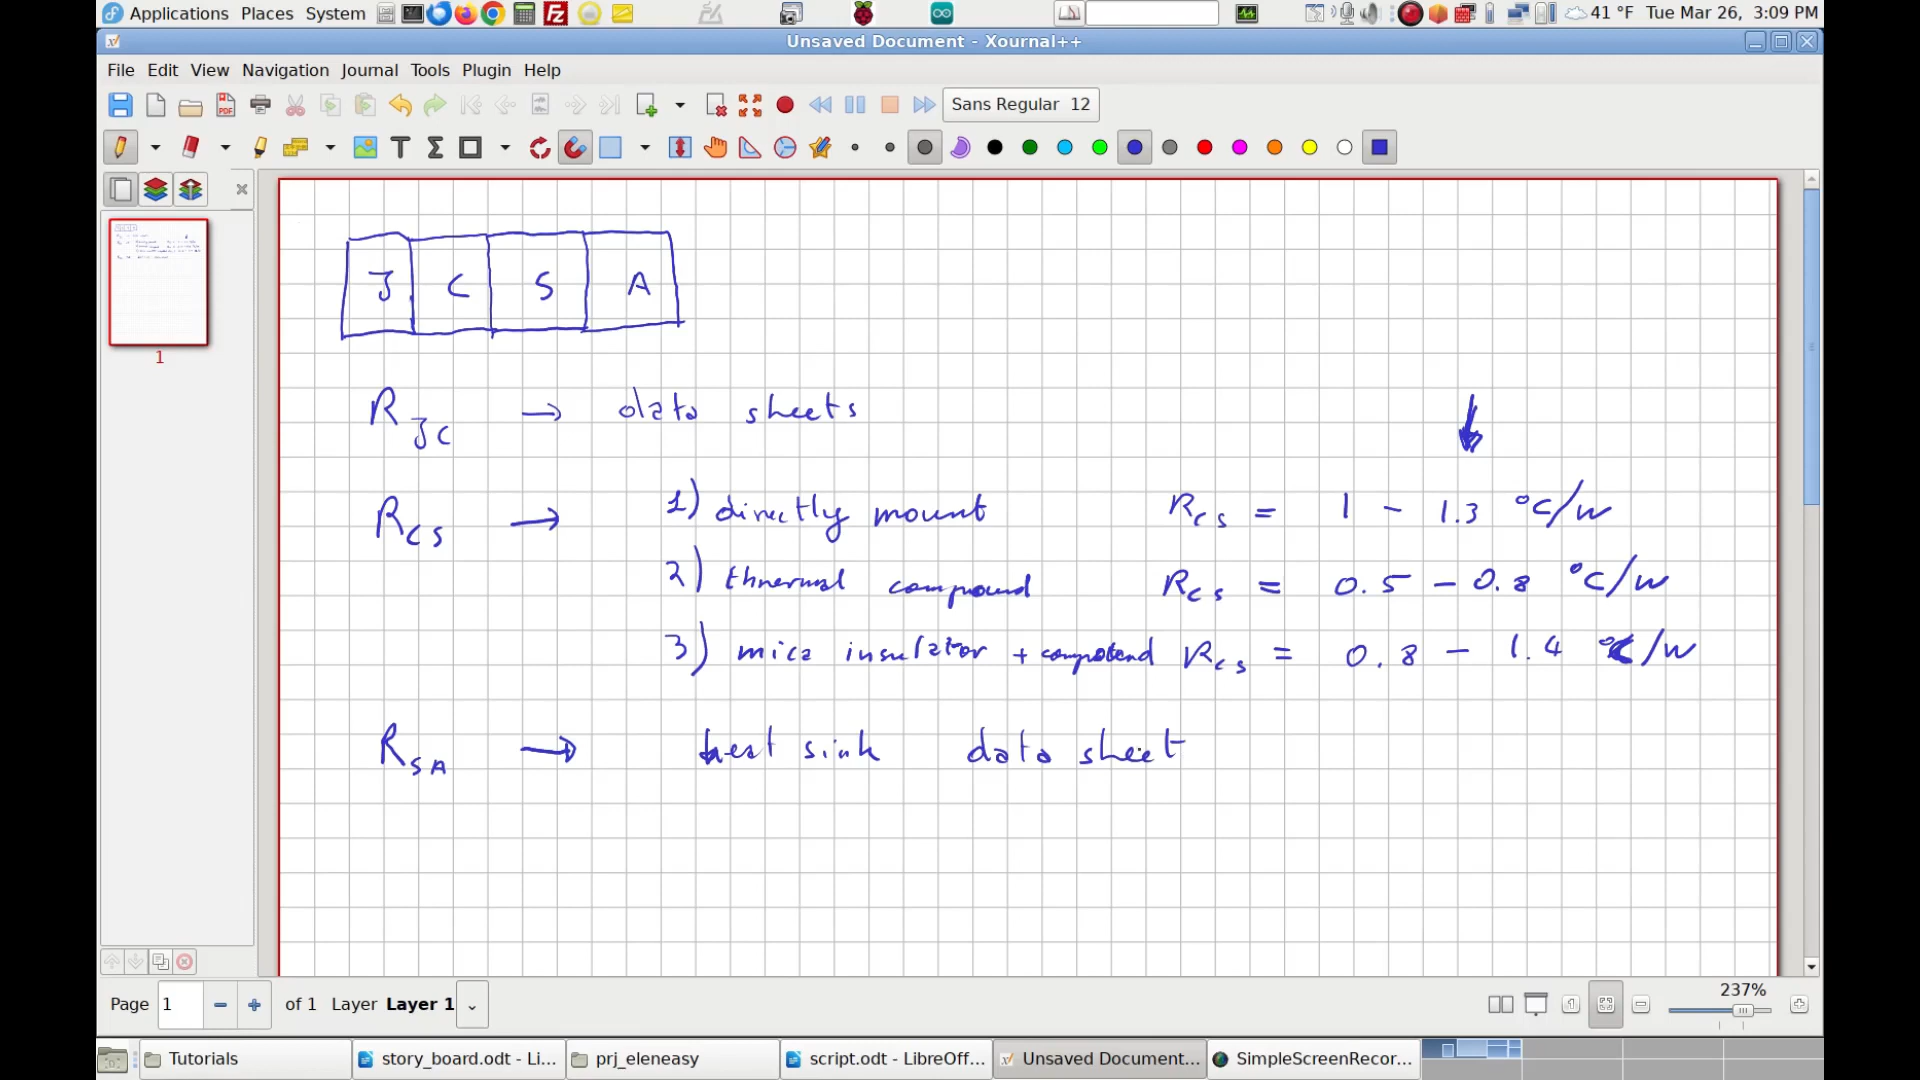 Applications Places System 41 °F Tue Mar 26, 3:09 PM
Unsaved Document - Xournal++
File Edit View Navigation Journal Tools Plugin Help
Sans Regular 12
J C S A
R JC → data sheets
R CS → 1) directly mount R CS = 1 - 1.3 °C/W
2) thnermal compound R CS = 0.5 - 0.8 °C/W
3) mica insulator + compound R CS = 0.8 - 1.4 °C/W
R SA → heat sink data sheet
1
Page 1 of 1 Layer Layer 1 237%
Tutorials story_board.odt - Li... prj_eleneasy script.odt - LibreOff... Unsaved Document... SimpleScreenRecor...